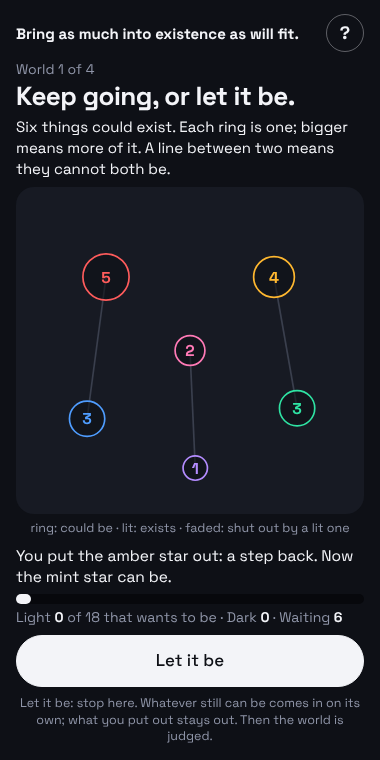 Bring as much into existence as will fit.
?
World 1 of 4
Keep going, or let it be.
Six things could exist. Each ring is one; bigger
means more of it. A line between two means
they cannot both be.
5
4
2
3
3
1
ring: could be · lit: exists · faded: shut out by a lit one
You put the amber star out: a step back. Now
the mint star can be.
Light 0 of 18 that wants to be · Dark 0 · Waiting 6
Let it be
Let it be: stop here. Whatever still can be comes in on its
own; what you put out stays out. Then the world is
judged.